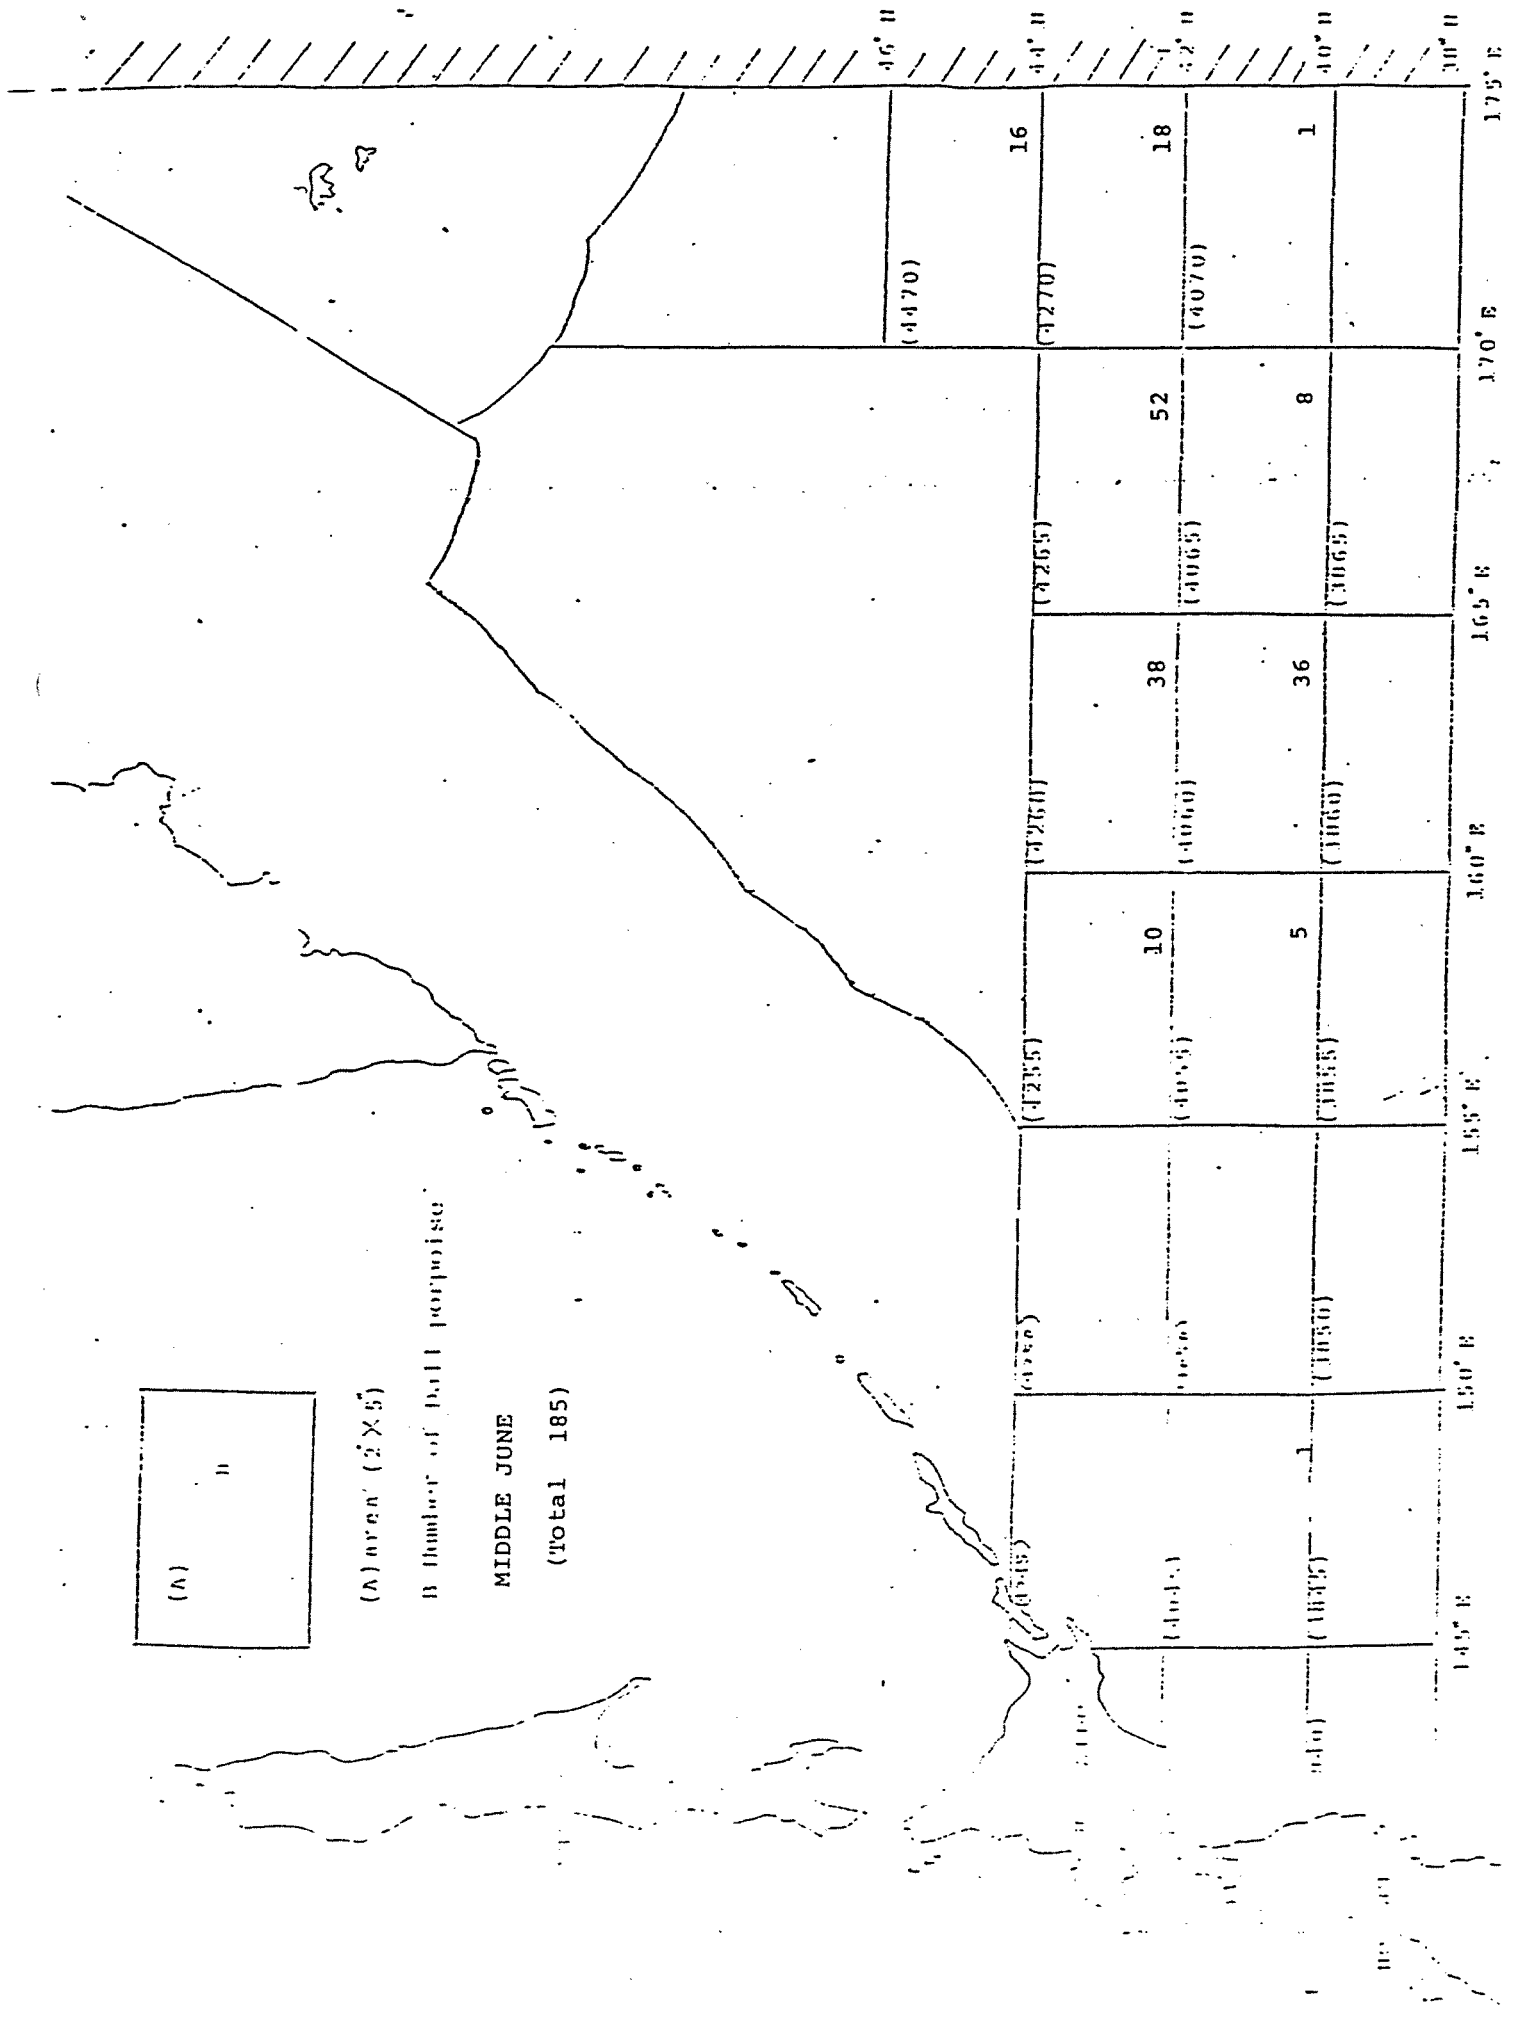 (A)
B
(A) area (2°X5°)
B Number of Dall porpoise
MIDDLE JUNE
(Total 185)
46° N
(4470) 16
44° N
(4255) (4260) (4265) (4270)
10 38 52 18
42° N
(4055) (4060) (4065) (4070)
1 5 36 8 1
40° N
(3850) (3855) (3860) (3865)
38° N
145° E 150° E 155° E 160° E 165° E 170° E 175° E